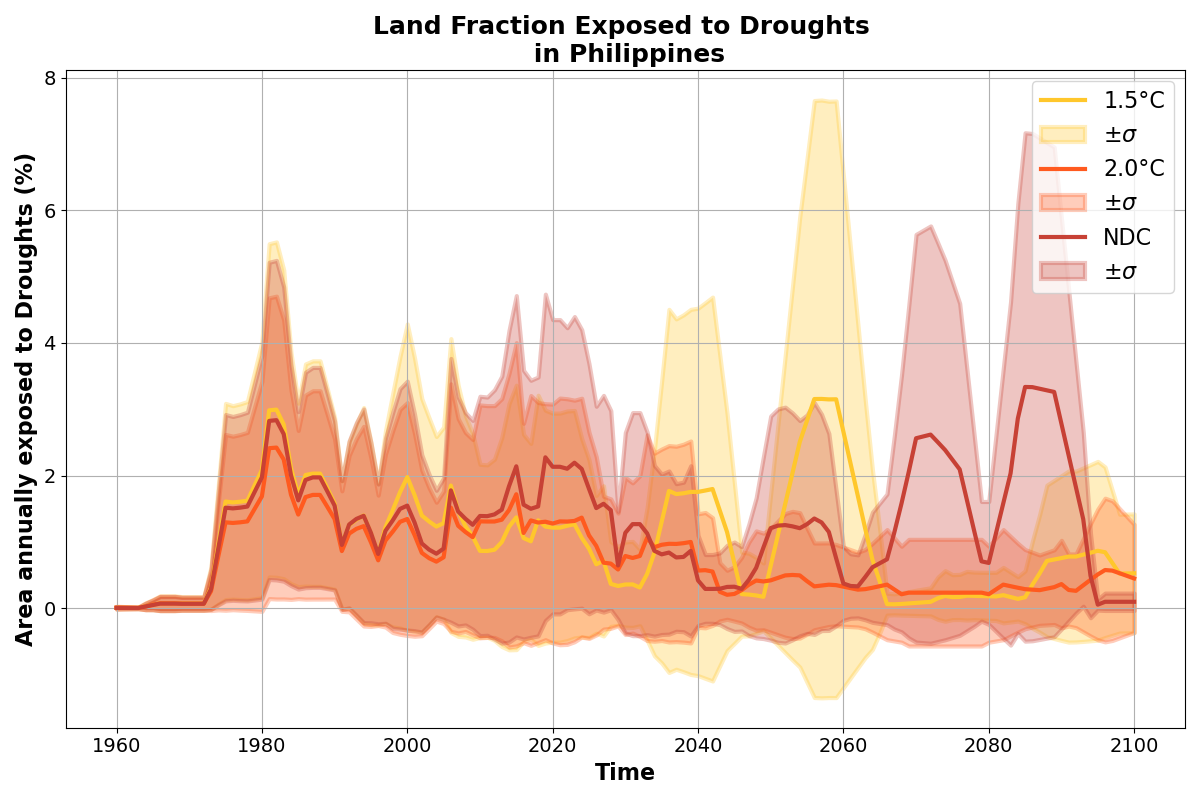 Land Fraction Exposed to Droughts
in Philippines
Area annually exposed to Droughts (%)
8
6
4
2
0
1.5°C
±σ
2.0°C
±σ
NDC
±σ
1960
1980
2000
2020
2040
2060
2080
2100
Time